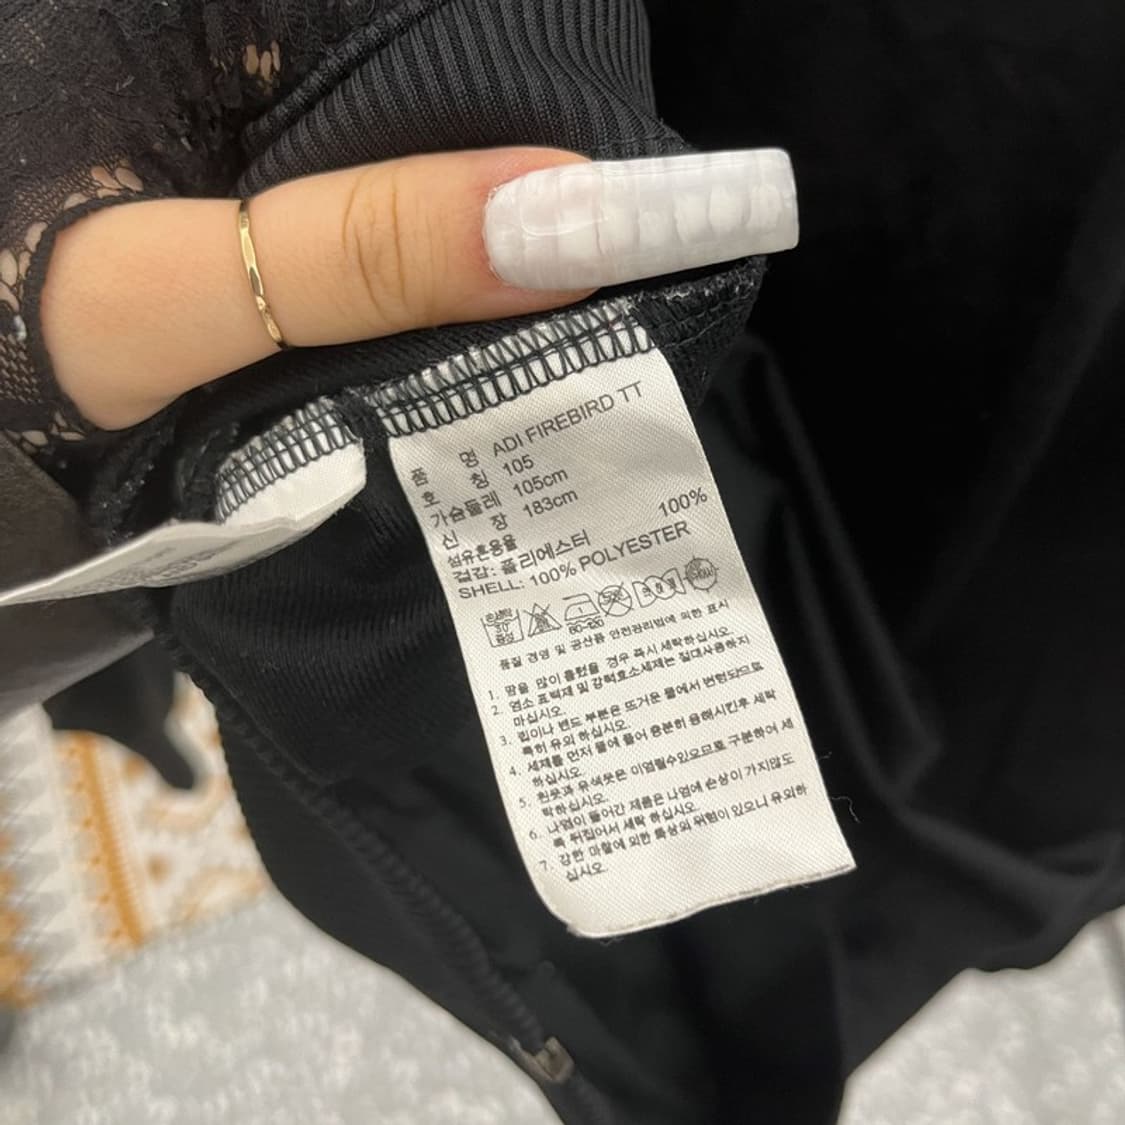 품 명 ADI FIREBIRD TT
호 칭 105
가슴둘레 105cm
신 장 183cm
섬유혼용율
겉감: 폴리에스터 100%
SHELL: 100% POLYESTER
30
중성
80-120
품질 경영 및 공산품 안전관리법에 의한 표시
1. 땀을 많이 흘렸을 경우 즉시 세탁하십시오.
2. 염소 표백제 및 강력효소세제는 절대사용하지
마십시오.
3. 립이나 밴드 부분은 뜨거운 물에서 변형되므로
특히 유의 하십시오.
4. 세제를 먼저 물에 풀어 충분히 용해시킨후 세탁
하십시오.
5. 흰옷과 유색옷은 이염될수있으므로 구분하여 세
탁하십시오.
6. 나염이 들어간 제품은 나염에 손상이 가지않도
록 뒤집어서 세탁 하십시오.
7. 강한 마찰에 의한 특성의 위험이 있으니 유의하
십시오.